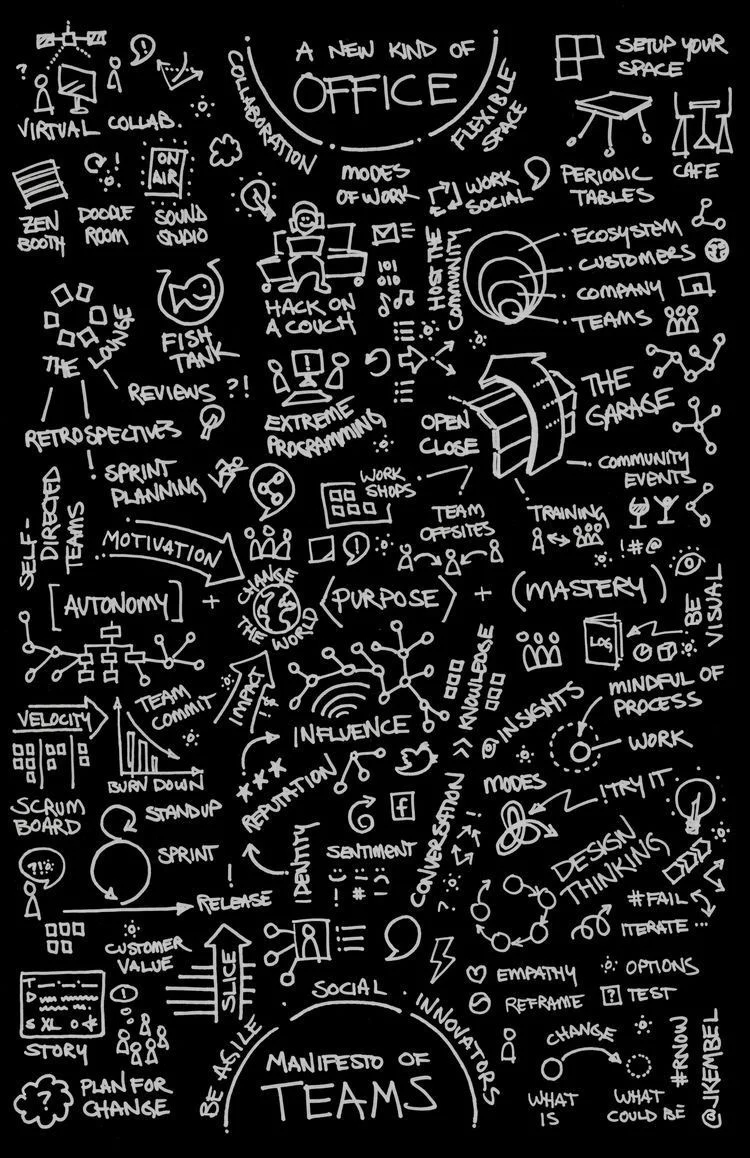 A NEW KIND OF
OFFICE
COLLABORATION
FLEXIBLE
SPACE
SETUP YOUR
SPACE
?
!
VIRTUAL COLLAB.
MODES
OF WORK
WORK
SOCIAL
PERIODIC
TABLES
CAFE
!
ON
AIR
ZEN
BOOTH
DOODLE
ROOM
SOUND
STUDIO
HACK ON
A COUCH
101
010
HOST THE
COMMUNITY
ECOSYSTEM
CUSTOMERS
COMPANY
TEAMS
FISH
TANK
THE LOUNGE
REVIEWS ?!
RETROSPECTIVES
! SPRINT
PLANNING
!
EXTREME
PROGRAMMING
OPEN
CLOSE
THE
GARAGE
COMMUNITY
EVENTS
WORK
SHOPS
TEAM
OFFSITES
TRAINING
!#@
SELF-
DIRECTED
TEAMS
MOTIVATION
!
[AUTONOMY] + CHANGE THE WORLD <PURPOSE> + (MASTERY)
BE
VISUAL
LOG
VELOCITY
TEAM
COMMIT
IMPACT
INFLUENCE
KNOWLEDGE
@INSIGHTS
MINDFUL OF
PROCESS
WORK
BURN DOWN
SCRUM
BOARD
STANDUP
SPRINT
REPUTATION
f
MODES
!TRY IT
?!
!
RELEASE
IDENTITY
SENTIMENT
! # -
CONVERSATION
!
?
DESIGN
THINKING
#FAIL
ITERATE ...
CUSTOMER
VALUE
SLICE
T
D
$ XL
!
STORY
?
PLAN FOR
CHANGE
EMPATHY
OPTIONS
REFRAME
? TEST
BE AGILE
SOCIAL
INNOVATORS
MANIFESTO OF
TEAMS
CHANGE
WHAT
IS
WHAT
COULD BE
#RNOW
@JKEMBEL